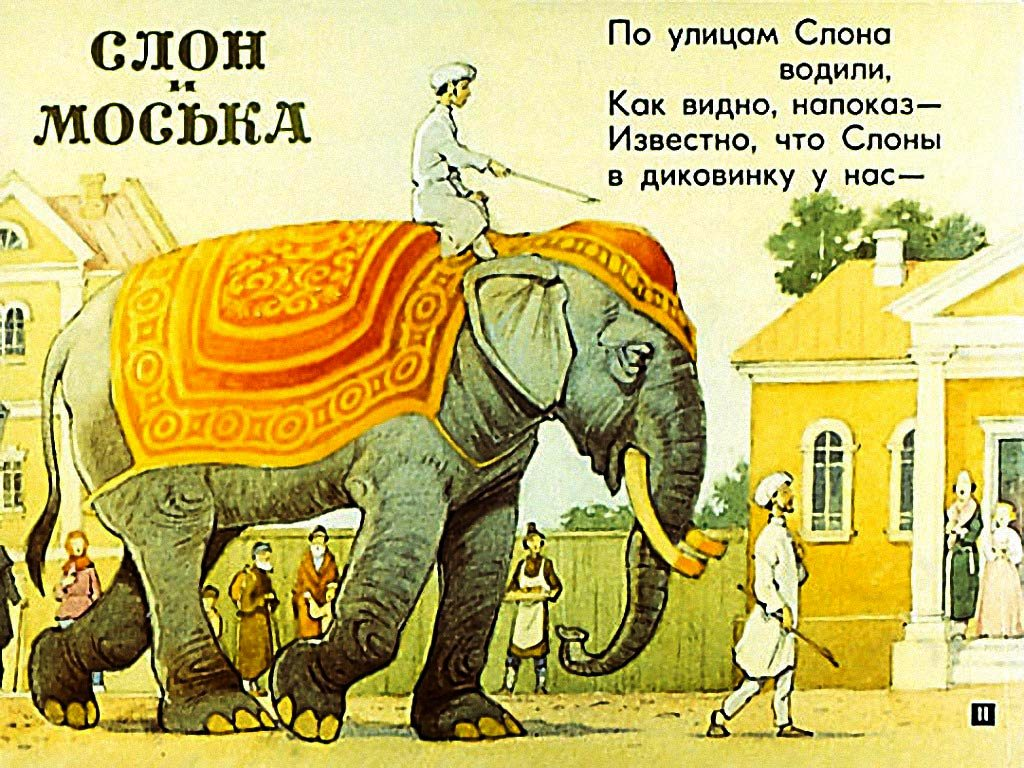 СЛОН
и
МОСЬКА
По улицам Слона
водили,
Как видно, напоказ—
Известно, что Слоны
в диковинку у нас—
11